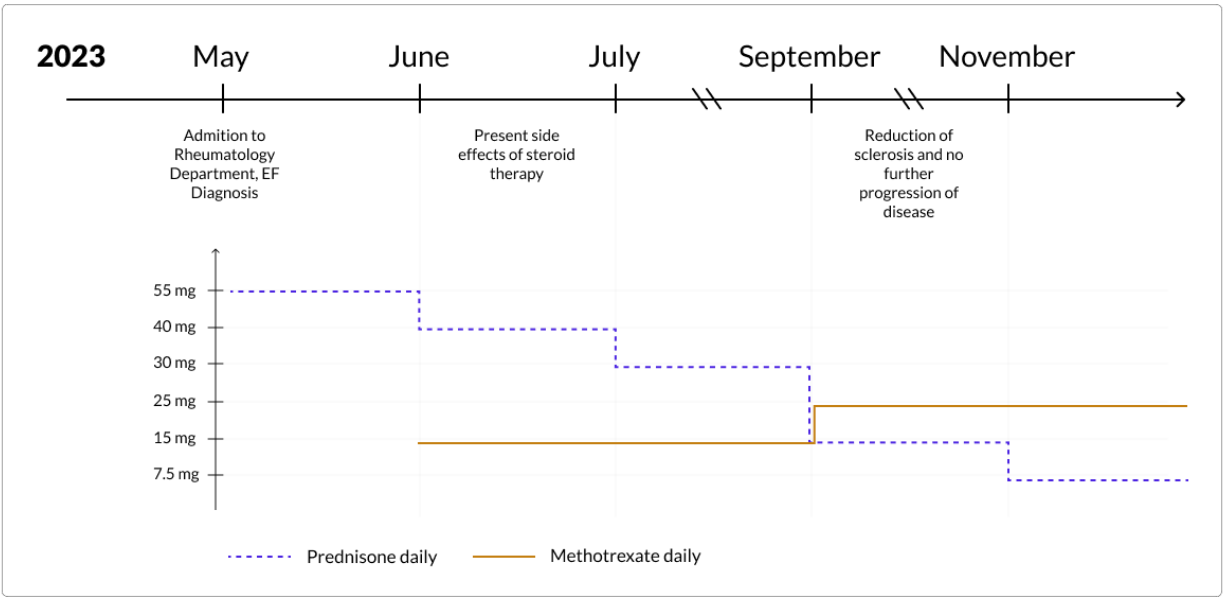 2023 May June July September November
Admition to
Rheumatology
Department, EF
Diagnosis
Present side
effects of steroid
therapy
Reduction of
sclerosis and no
further
progression of
disease
55 mg
40 mg
30 mg
25 mg
15 mg
7.5 mg
Prednisone daily
Methotrexate daily